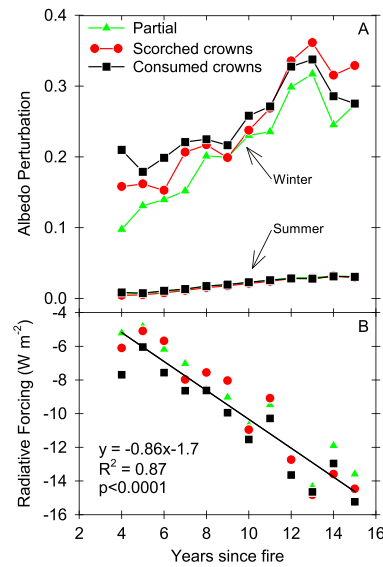 A
Partial
Scorched crowns
Consumed crowns
0.4
0.3
0.2
0.1
0.0
Albedo Perturbation
Winter
Summer
B
-4
-6
-8
-10
-12
-14
-16
Radiative Forcing (W m-2)
y = -0.86x-1.7
R2 = 0.87
p<0.0001
2 4 6 8 10 12 14 16
Years since fire